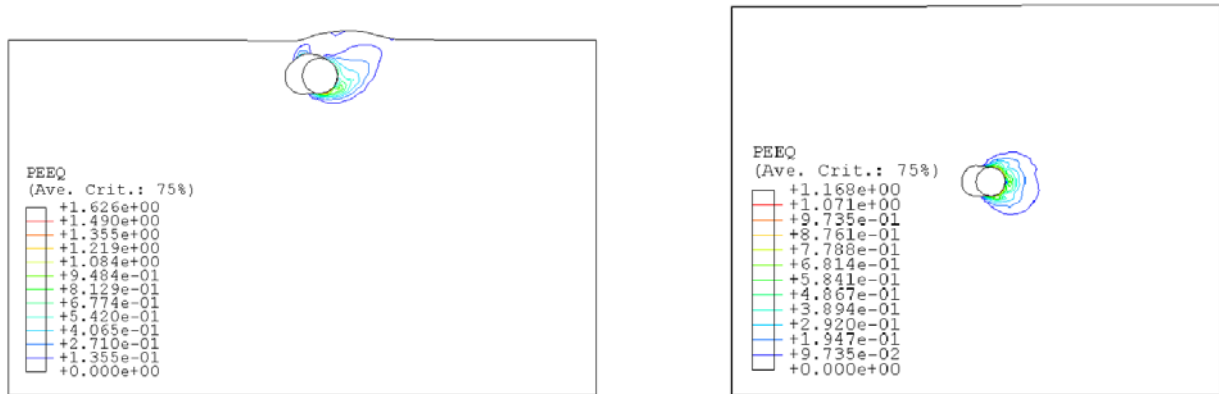 PEEQ
(Ave. Crit.: 75%)
+1.626e+00
+1.490e+00
+1.355e+00
+1.219e+00
+1.084e+00
+9.484e-01
+8.129e-01
+6.774e-01
+5.420e-01
+4.065e-01
+2.710e-01
+1.355e-01
+0.000e+00
PEEQ
(Ave. Crit.: 75%)
+1.168e+00
+1.071e+00
+9.735e-01
+8.761e-01
+7.788e-01
+6.814e-01
+5.841e-01
+4.867e-01
+3.894e-01
+2.920e-01
+1.947e-01
+9.735e-02
+0.000e+00